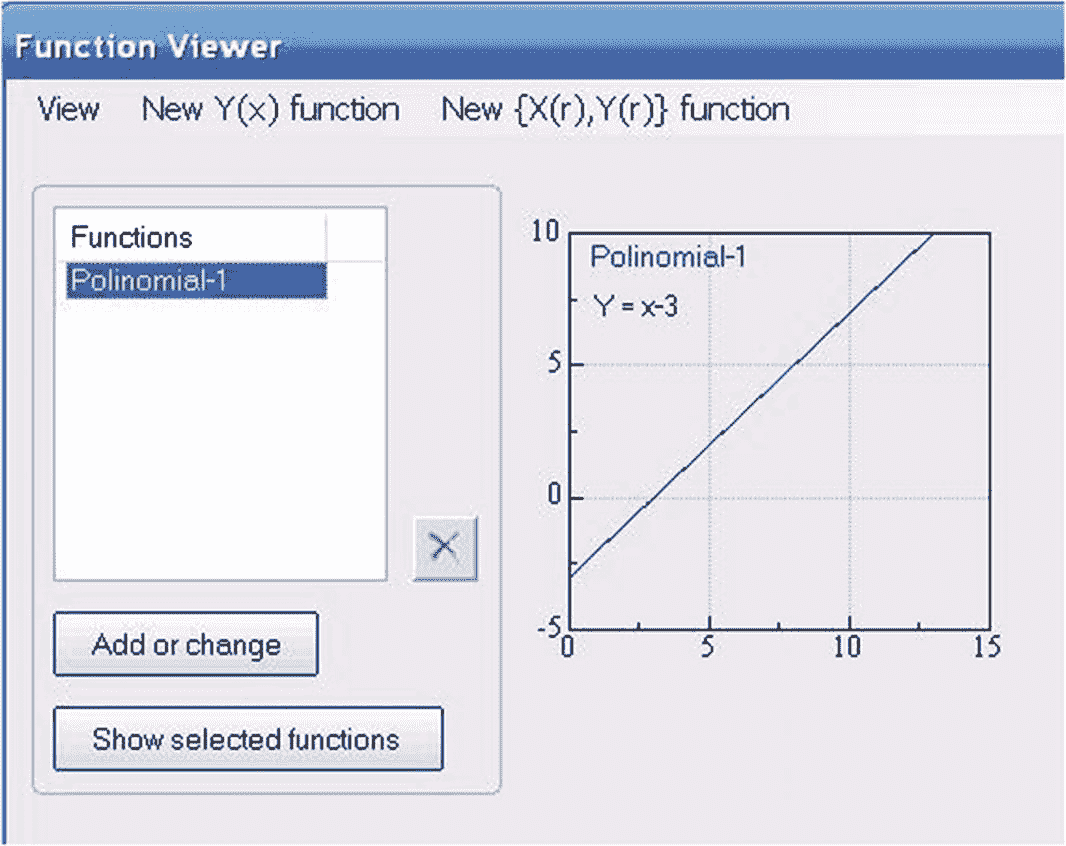 Function Viewer
View New Y(x) function New {X(r),Y(r)} function
Functions
Polinomial-1
Add or change
Show selected functions
10
Polinomial-1
Y = x-3
5
0
-5
0 5 10 15